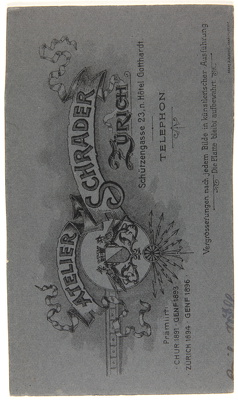 ATELIER
SCHRADER
ZÜRICH
Schützengasse 23, n. Hôtel Gotthardt
TELEPHON
Prämiirt:
CHUR 1891 · GENF 1893
ZÜRICH 1894 · GENF 1896
Vergrösserungen nach jedem Bilde in künstlerischer Ausführung
Die Platte bleibt aufbewahrt